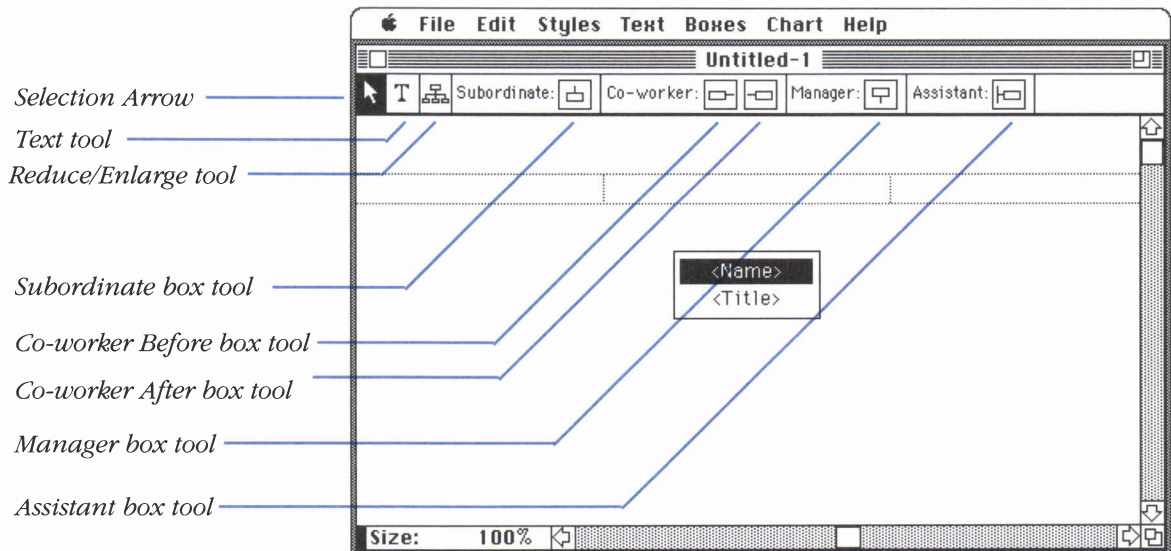 File Edit Styles Text Boxes Chart Help
Untitled-1
T Subordinate: Co-worker: Manager: Assistant:
Selection Arrow
Text tool
Reduce/Enlarge tool
<Name>
<Title>
Subordinate box tool
Co-worker Before box tool
Co-worker After box tool
Manager box tool
Assistant box tool
Size: 100%